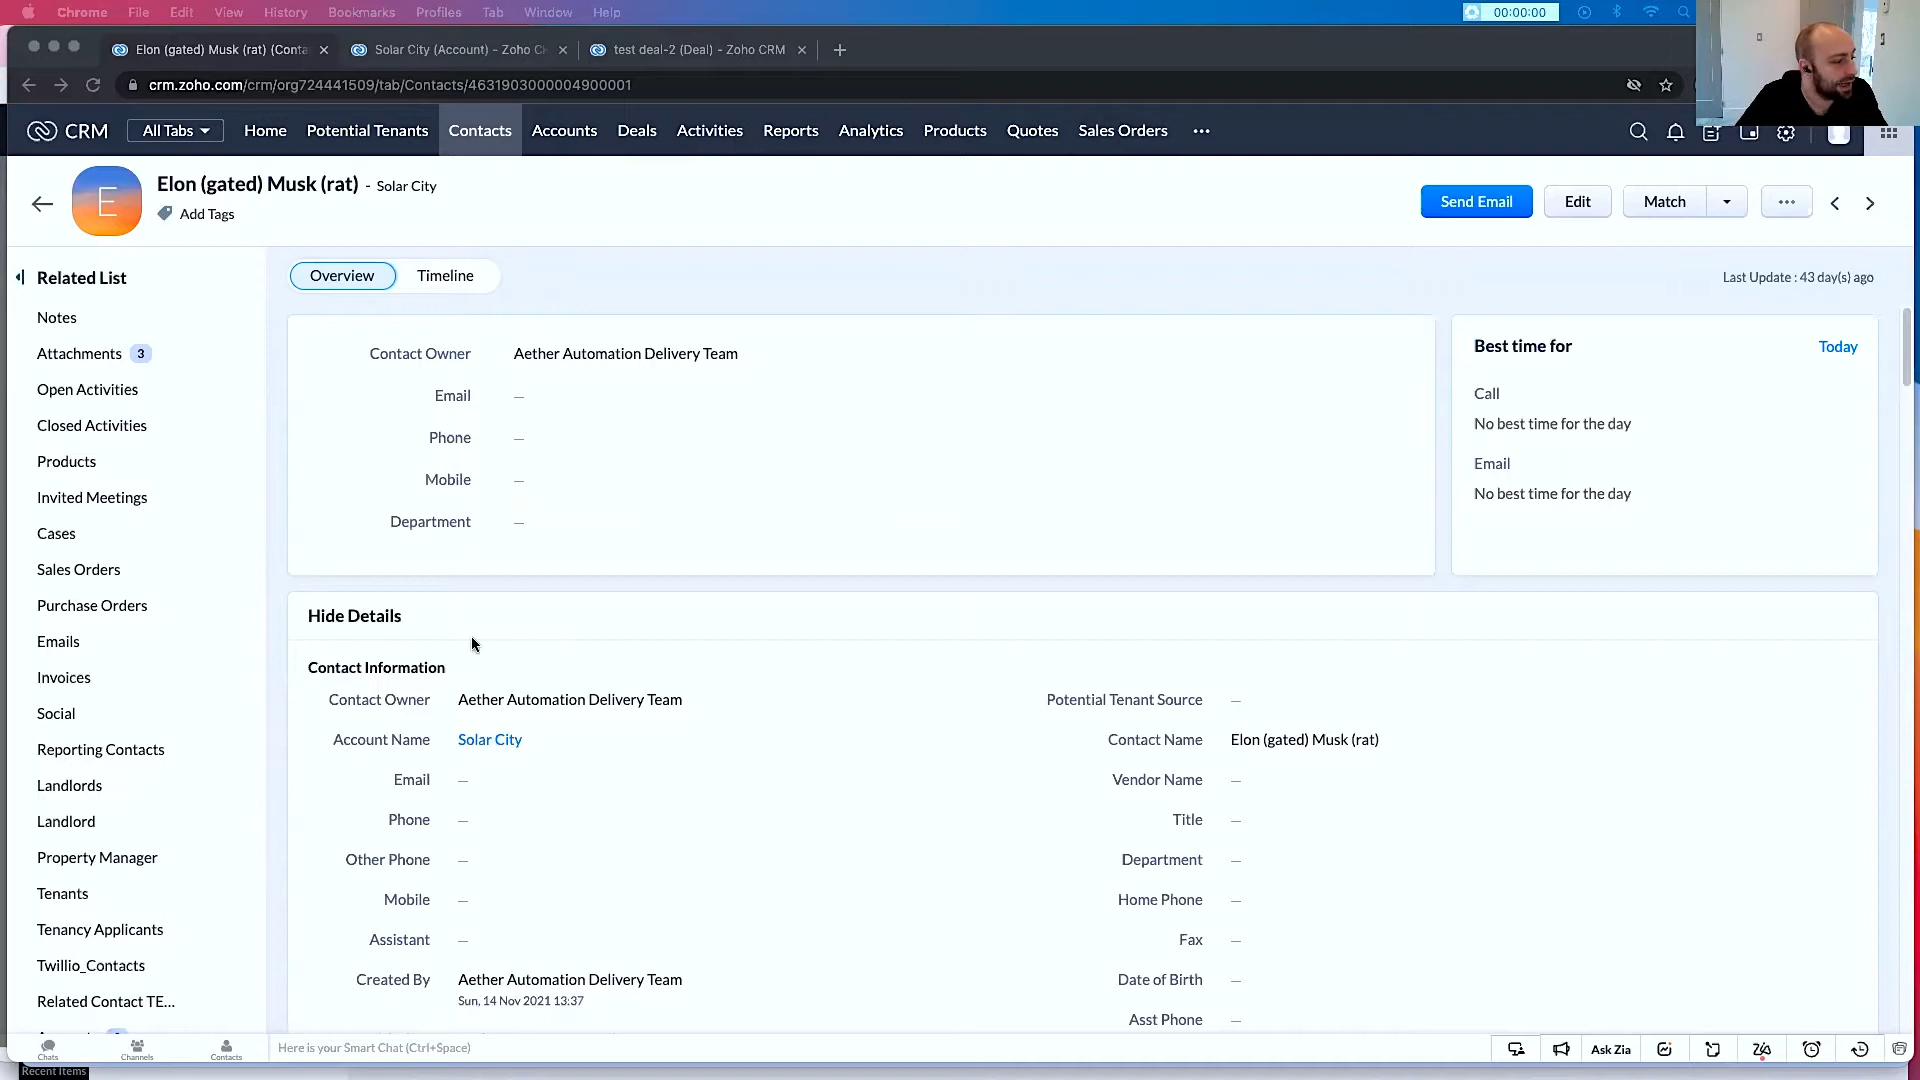 Chrome File Edit View History Bookmarks Profiles Tab Window Help 00:00:00
Elon (gated) Musk (rat) (Conta Solar City (Account) - Zoho C test deal-2 (Deal) - Zoho CRM
crm.zoho.com/crm/org724441509/tab/Contacts/4631903000004900001
CRM All Tabs Home Potential Tenants Contacts Accounts Deals Activities Reports Analytics Products Quotes Sales Orders
E
Elon (gated) Musk (rat) - Solar City
Add Tags
Send Email Edit Match
Related List
Notes
Attachments 3
Open Activities
Closed Activities
Products
Invited Meetings
Cases
Sales Orders
Purchase Orders
Emails
Invoices
Social
Reporting Contacts
Landlords
Landlord
Property Manager
Tenants
Tenancy Applicants
Twillio_Contacts
Related Contact TE...
Overview Timeline
Last Update : 43 day(s) ago
Contact Owner Aether Automation Delivery Team
Email —
Phone —
Mobile —
Department —
Best time for Today
Call
No best time for the day
Email
No best time for the day
Hide Details
Contact Information
Contact Owner Aether Automation Delivery Team Potential Tenant Source —
Account Name Solar City Contact Name Elon (gated) Musk (rat)
Email — Vendor Name —
Phone — Title —
Other Phone — Department —
Mobile — Home Phone —
Assistant — Fax —
Created By Aether Automation Delivery Team Date of Birth —
Sun, 14 Nov 2021 13:37
Asst Phone —
Chats Channels Contacts Here is your Smart Chat (Ctrl+Space) Ask Zia
Recent Items